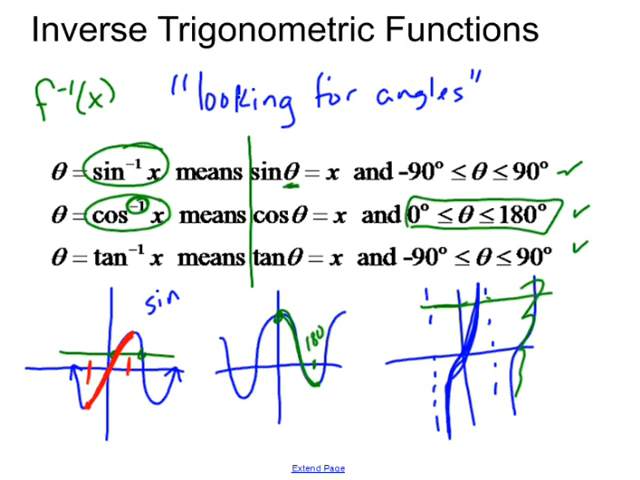 Inverse Trigonometric Functions
f⁻¹(x) "looking for angles"
θ = sin⁻¹ x means sinθ = x and -90° ≤ θ ≤ 90° ✓
θ = cos⁻¹ x means cosθ = x and 0° ≤ θ ≤ 180° ✓
θ = tan⁻¹ x means tanθ = x and -90° ≤ θ ≤ 90° ✓
sin
180
Extend Page